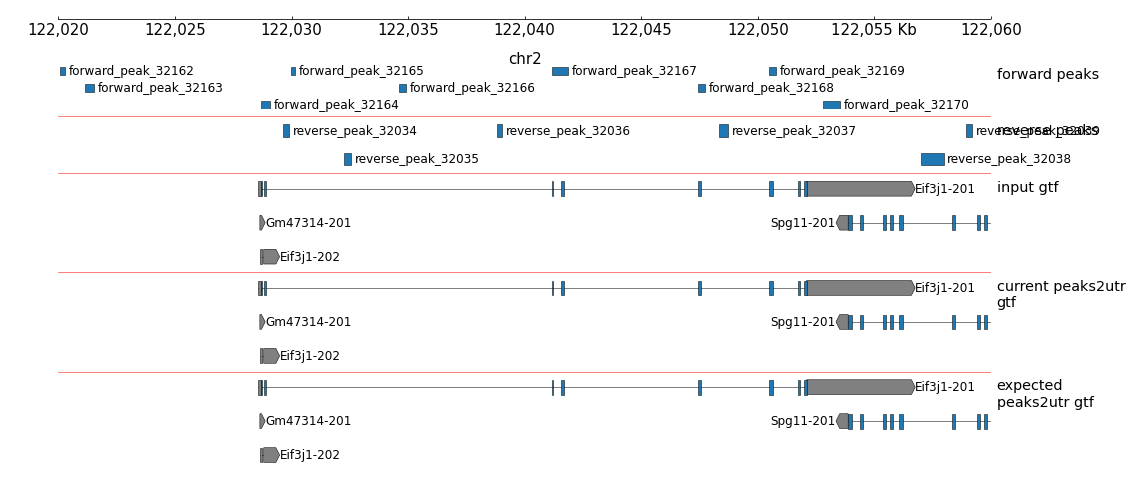 122,020 122,025 122,030 122,035 122,040 122,045 122,050 122,055 Kb 122,060
chr2
forward_peak_32162 forward_peak_32165 forward_peak_32167 forward_peak_32169 forward peaks
forward_peak_32163 forward_peak_32166 forward_peak_32168
forward_peak_32164 forward_peak_32170
reverse_peak_32034 reverse_peak_32036 reverse_peak_32037 reverse_peak_32039 reverse peaks
reverse_peak_32035 reverse_peak_32038
Eif3j1-201 input gtf
Gm47314-201 Spg11-201
Eif3j1-202
Eif3j1-201 current peaks2utr
gtf
Gm47314-201 Spg11-201
Eif3j1-202
Eif3j1-201 expected
peaks2utr gtf
Gm47314-201 Spg11-201
Eif3j1-202